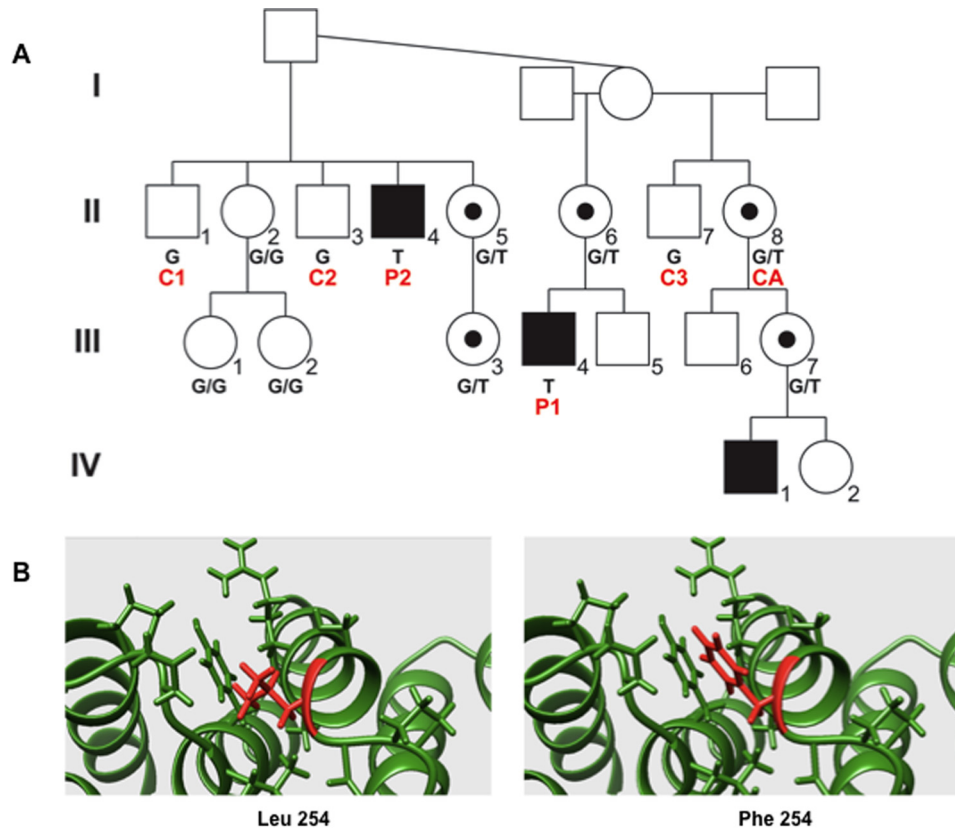 A
I
II
1 2 3 4 5 6 7 8
G G/G G T G/T G/T G G/T
C1 C2 P2 C3 CA
III
1 2 3 4 5 6 7
G/G G/G G/T T G/T
P1
IV
1 2
B
Leu 254 Phe 254